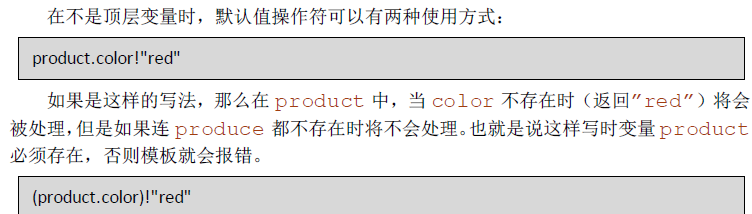 在不是顶层变量时，默认值操作符可以有两种使用方式：
product.color!"red"
如果是这样的写法，那么在 product 中，当 color 不存在时（返回"red"）将会
被处理，但是如果连 produce 都不存在时将不会处理。也就是说这样写时变量 product
必须存在，否则模板就会报错。
(product.color)!"red"